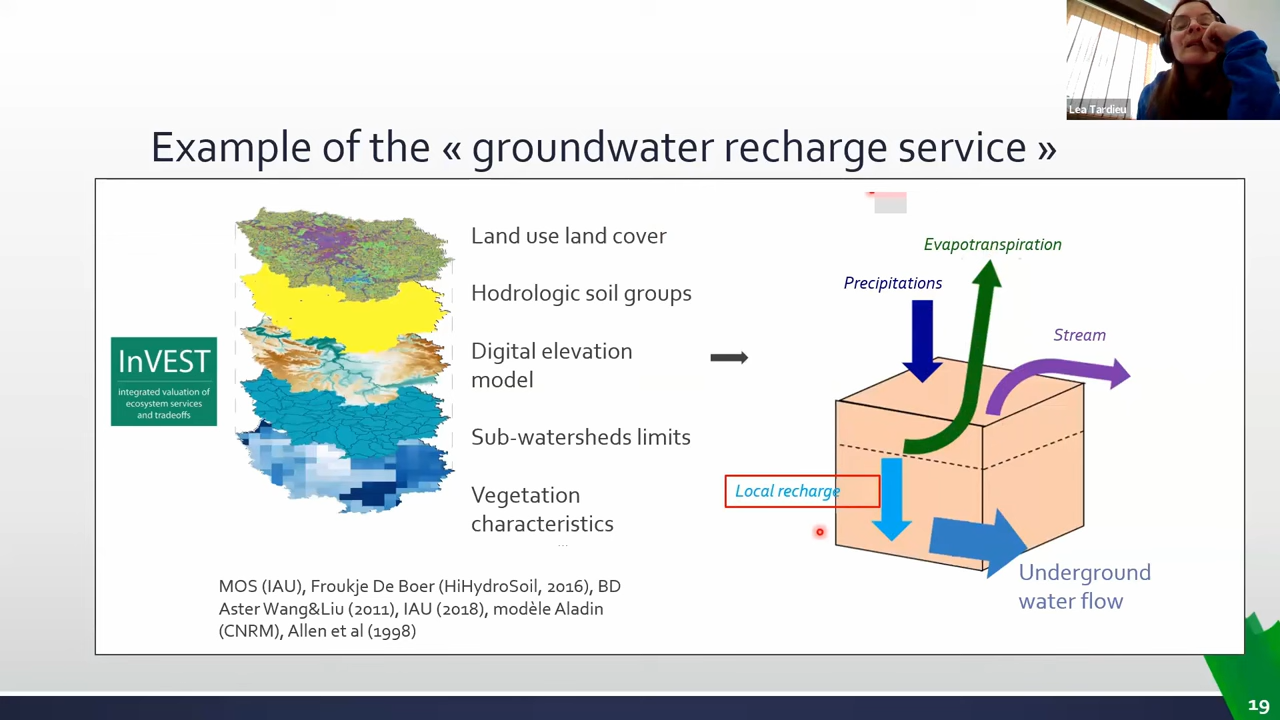 Lea Tardieu
Example of the « groundwater recharge service »
InVEST
integrated valuation of
ecosystem services
and tradeoffs
Land use land cover
Hodrologic soil groups
Digital elevation
model
Sub-watersheds limits
Vegetation
characteristics
...
MOS (IAU), Froukje De Boer (HiHydroSoil, 2016), BD
Aster Wang&Liu (2011), IAU (2018), modèle Aladin
(CNRM), Allen et al (1998)
Evapotranspiration
Precipitations
Stream
Local recharge
Underground
water flow
19